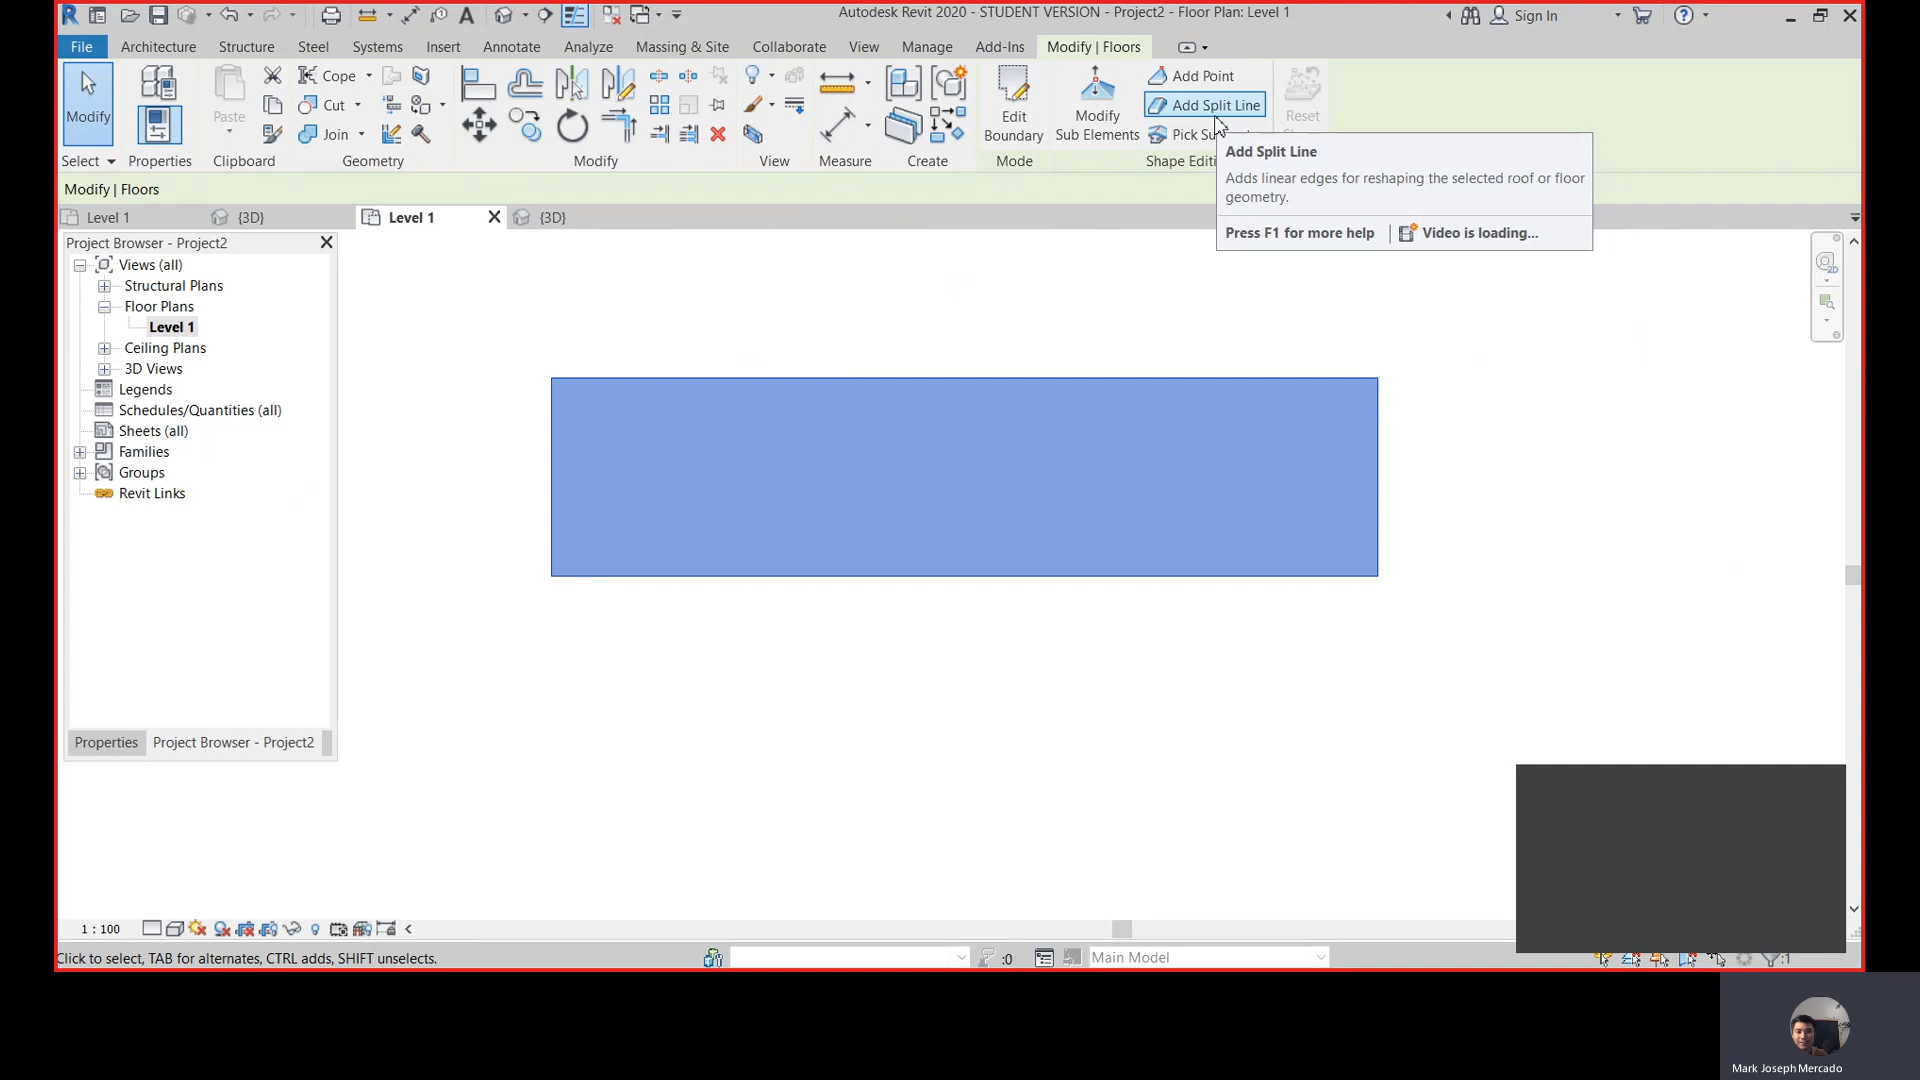 Autodesk Revit 2020 - STUDENT VERSION - Project2 - Floor Plan: Level 1
Sign In
File Architecture Structure Steel Systems Insert Annotate Analyze Massing & Site Collaborate View Manage Add-Ins Modify | Floors
Modify
Paste
Cope
Cut
Join
Edit
Boundary
Modify
Sub Elements
Add Point
Add Split Line
Reset
Select Properties Clipboard Geometry Modify View Measure Create Mode
Add Split Line
Adds linear edges for reshaping the selected roof or floor
geometry.
Press F1 for more help Video is loading...
Modify | Floors
Level 1 {3D} Level 1 {3D}
Project Browser - Project2
Views (all)
Structural Plans
Floor Plans
Level 1
Ceiling Plans
3D Views
Legends
Schedules/Quantities (all)
Sheets (all)
Families
Groups
Revit Links
Properties Project Browser - Project2
1 : 100
Click to select, TAB for alternates, CTRL adds, SHIFT unselects.
:0
Main Model
:1
Mark Joseph Mercado